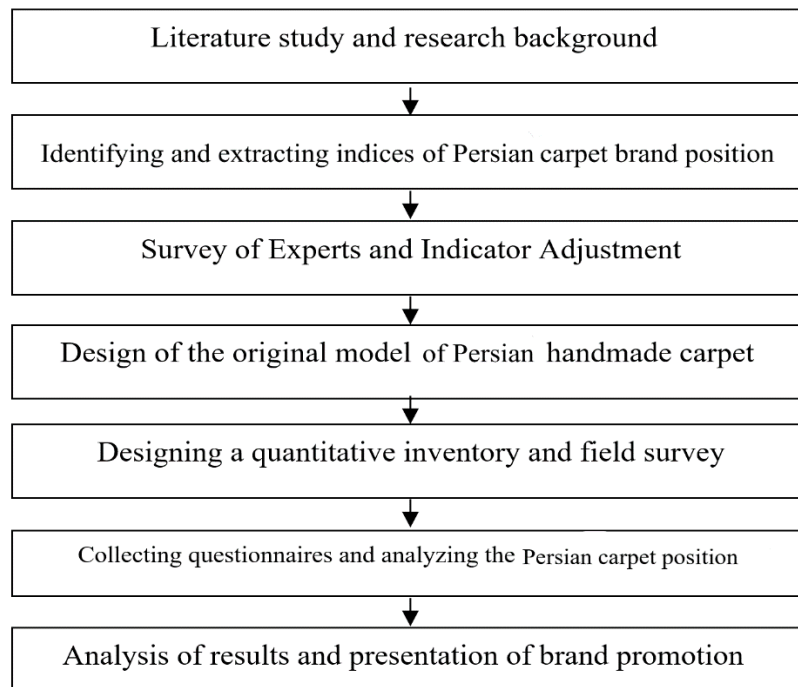 Literature study and research background
Identifying and extracting indices of Persian carpet brand position
Survey of Experts and Indicator Adjustment
Design of the original model of Persian handmade carpet
Designing a quantitative inventory and field survey
Collecting questionnaires and analyzing the Persian carpet position
Analysis of results and presentation of brand promotion